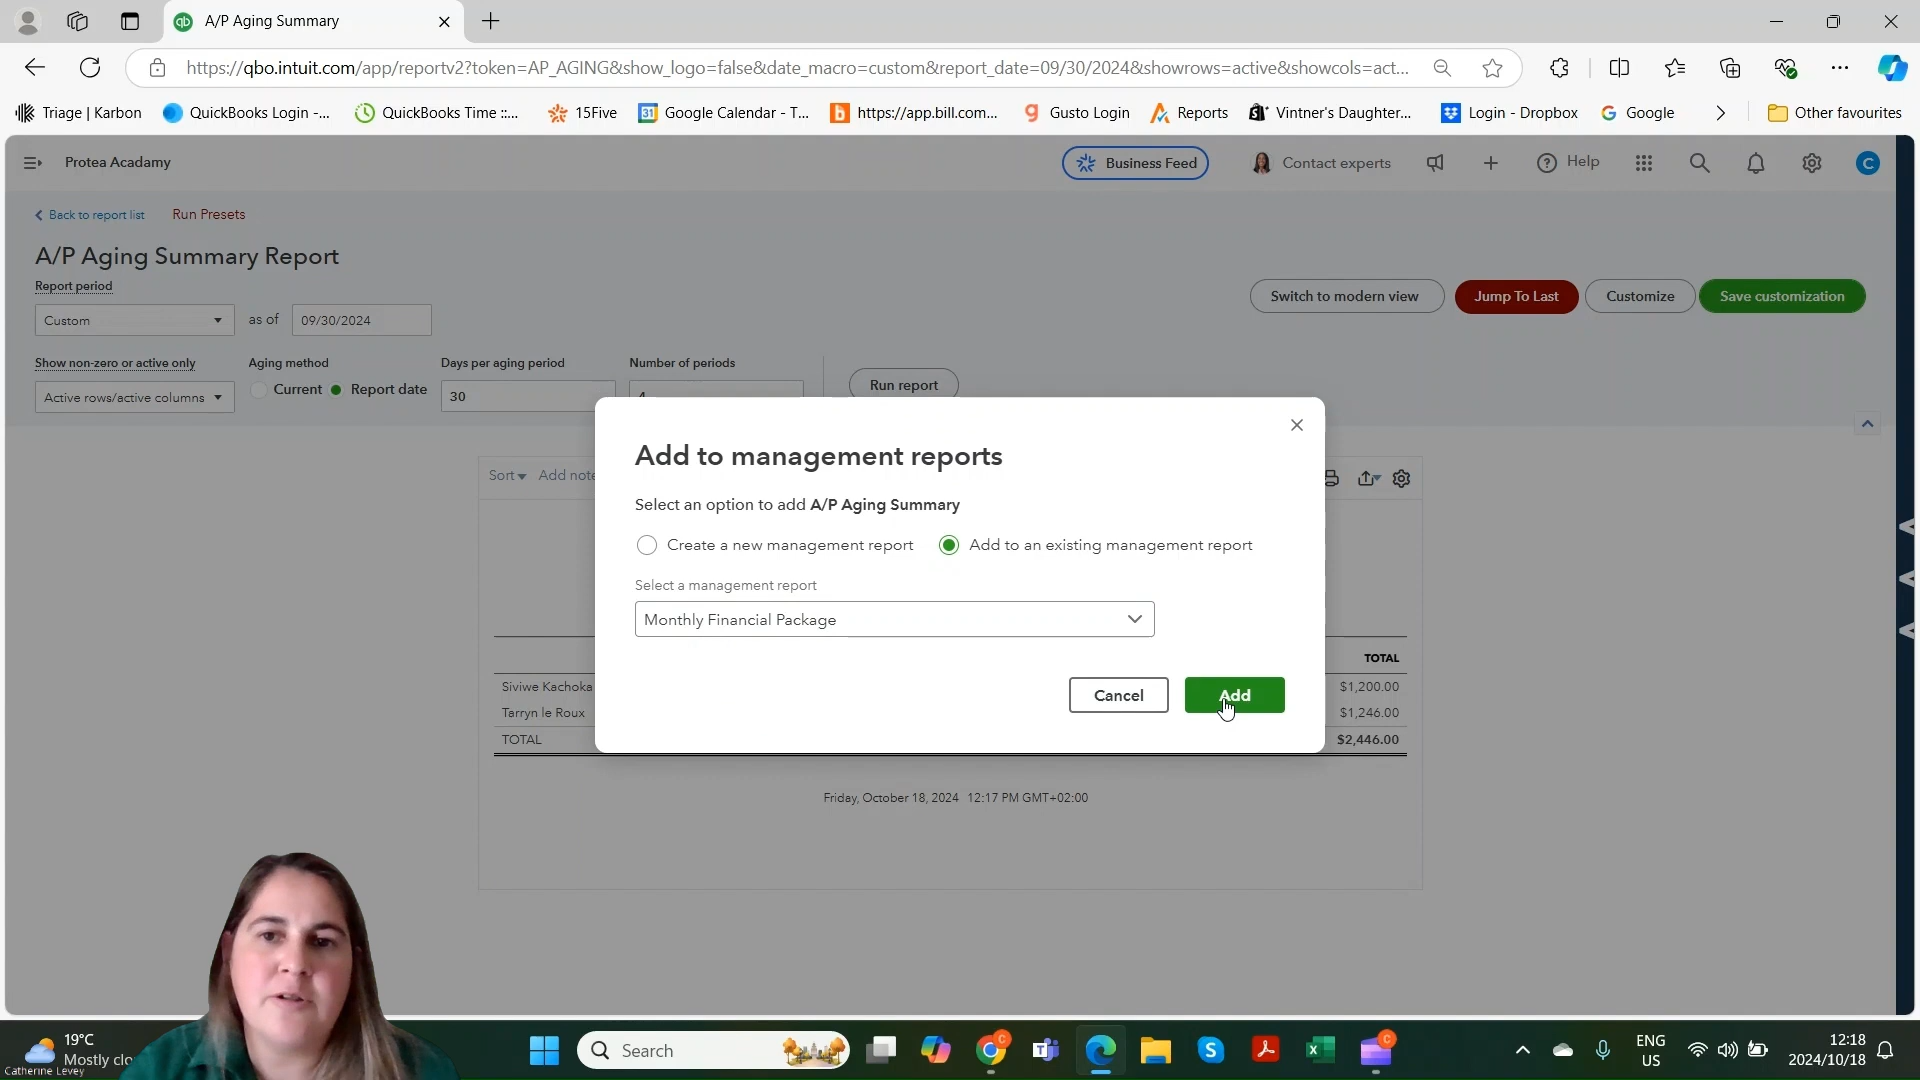 A/P Aging Summary
https://qbo.intuit.com/app/reportv2?token=AP_AGING&show_logo=false&date_macro=custom&report_date=09/30/2024&showrows=active&showcols=act...
Triage | Karbon
QuickBooks Login -...
QuickBooks Time ::...
15Five
Google Calendar - T...
https://app.bill.com...
Gusto Login
Reports
Vintner's Daughter...
Login - Dropbox
Google
Other favourites
Protea Acadamy
Business Feed
Contact experts
Help
C
Back to report list
Run Presets
A/P Aging Summary Report
Report period
Custom
as of
09/30/2024
Switch to modern view
Jump To Last
Customize
Save customization
Show non-zero or active only
Aging method
Days per aging period
Number of periods
Active rows/active columns
Current
Report date
30
4
Run report
Sort
Add note
Add to management reports
Select an option to add A/P Aging Summary
Create a new management report
Add to an existing management report
Select a management report
Monthly Financial Package
Cancel
Add
TOTAL
Siviwe Kachoka
$1,200.00
Tarryn le Roux
$1,246.00
TOTAL
$2,446.00
Friday, October 18, 2024 12:17 PM GMT+02:00
19°C
Mostly clo
Catherine Levey
Search
ENG
US
12:18
2024/10/18